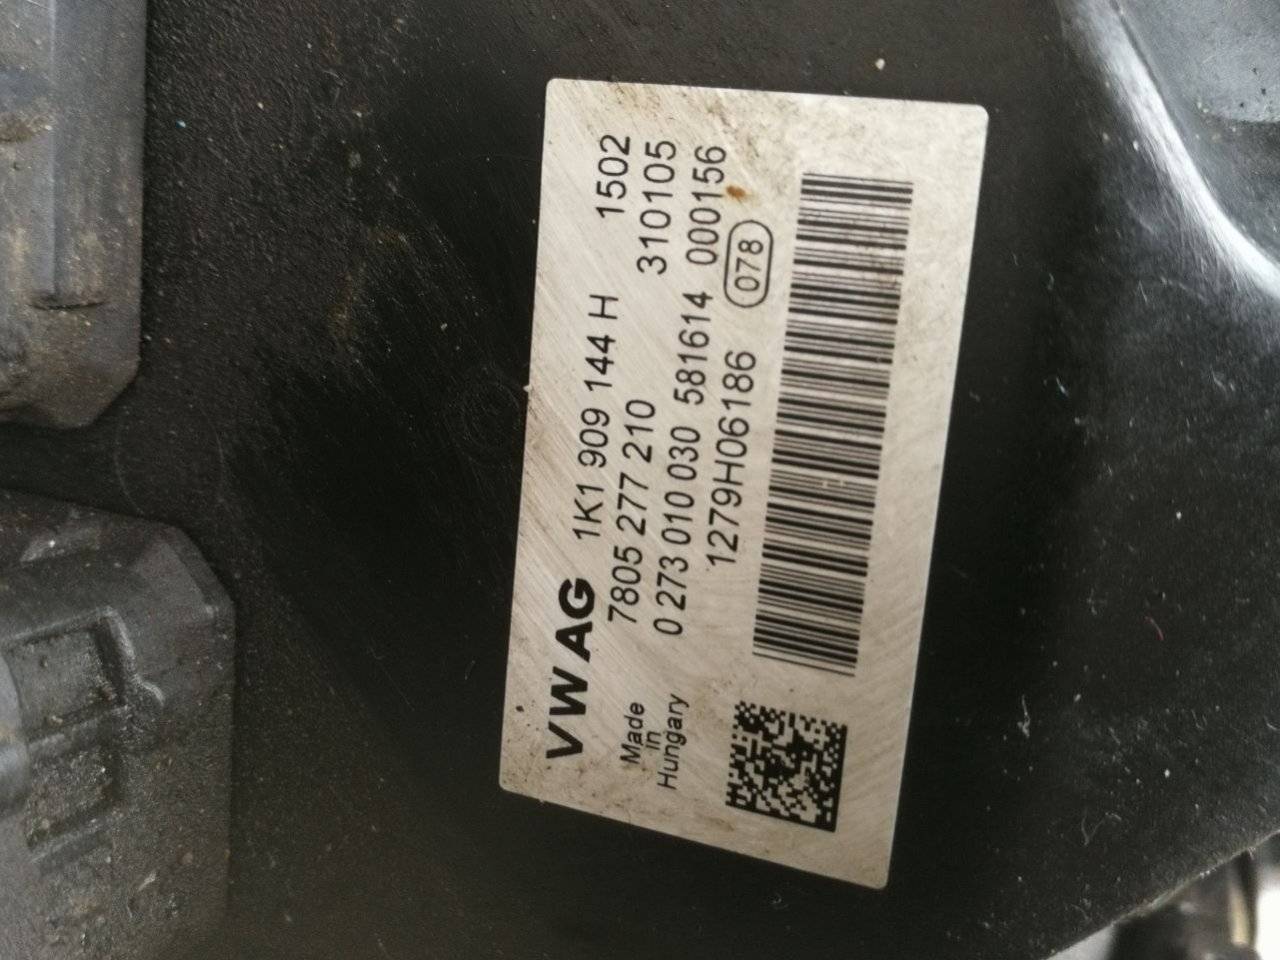 VW AG 1K1 909 144 H 1502
Made in Hungary 7805 277 210 310105
0 273 010 030 581614 000156
1279H06186 078